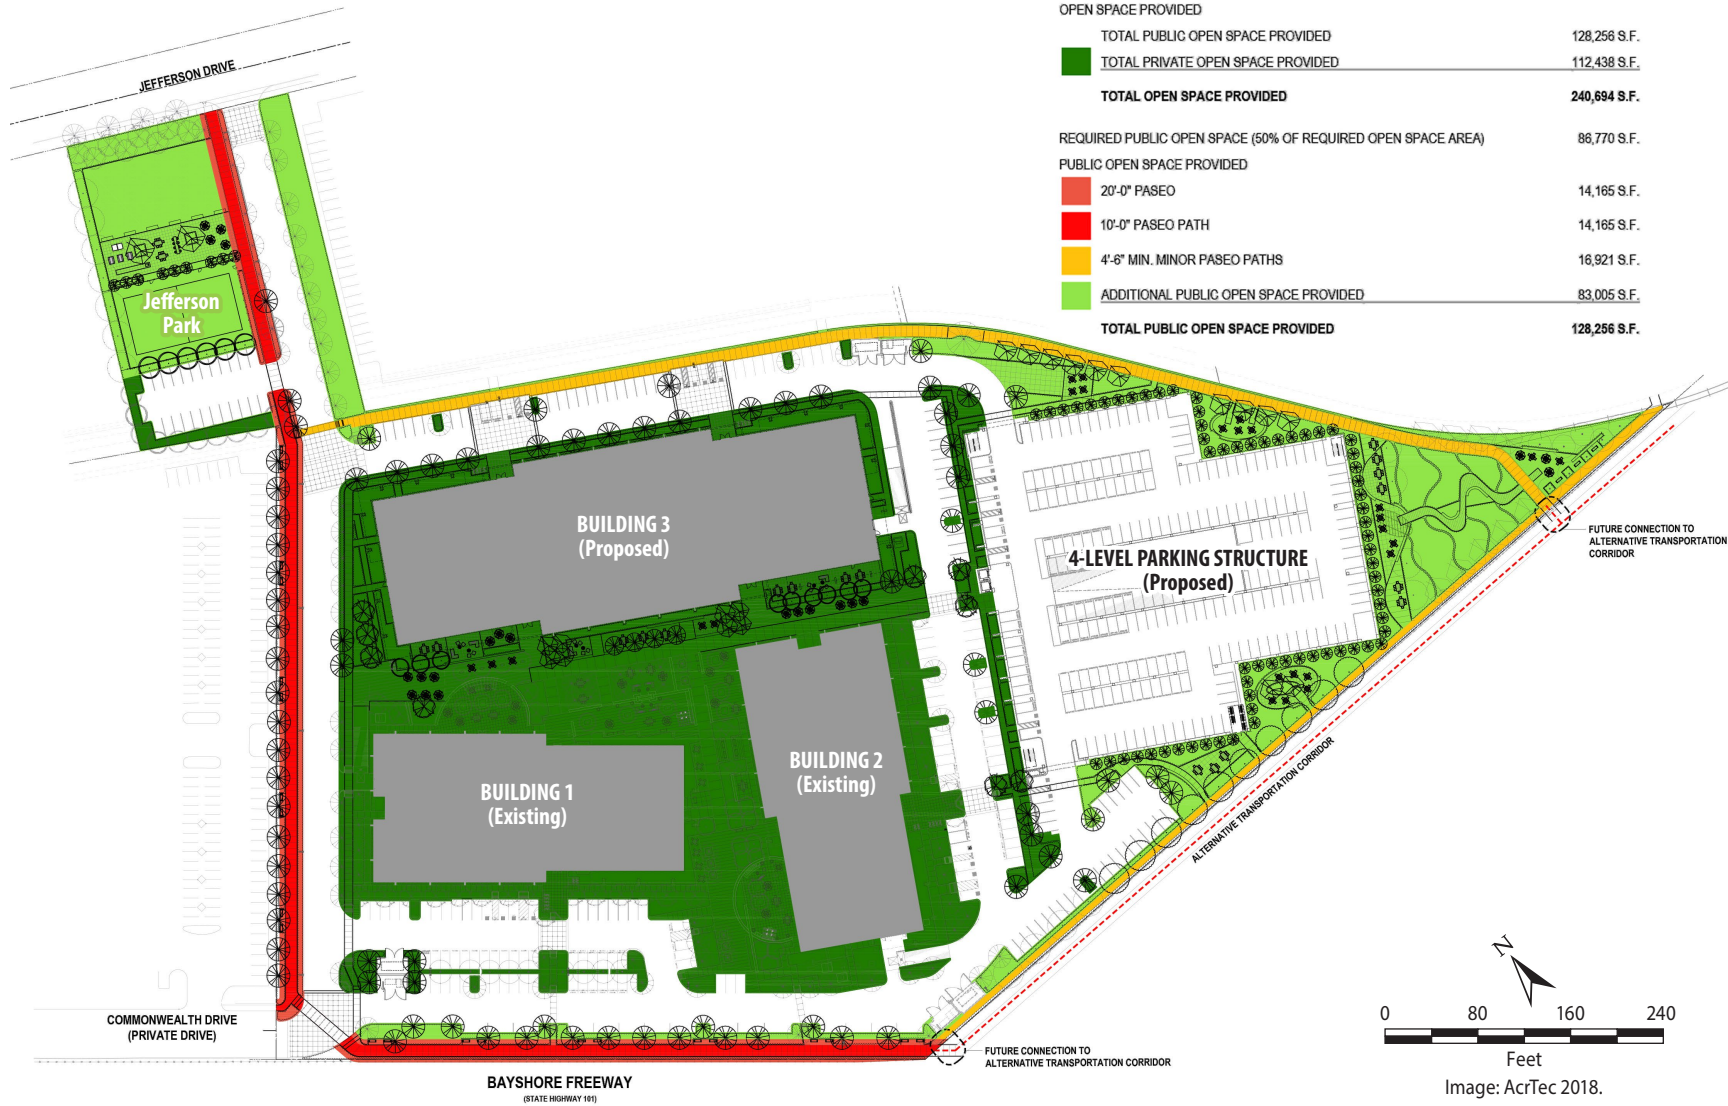 OPEN SPACE PROVIDED
TOTAL PUBLIC OPEN SPACE PROVIDED 128,256 S.F.
TOTAL PRIVATE OPEN SPACE PROVIDED 112,438 S.F.
TOTAL OPEN SPACE PROVIDED 240,694 S.F.
REQUIRED PUBLIC OPEN SPACE (50% OF REQUIRED OPEN SPACE AREA) 86,770 S.F.
PUBLIC OPEN SPACE PROVIDED
20'-0" PASEO 14,165 S.F.
10'-0" PASEO PATH 14,165 S.F.
4'-6" MIN. MINOR PASEO PATHS 16,921 S.F.
ADDITIONAL PUBLIC OPEN SPACE PROVIDED 83,005 S.F.
TOTAL PUBLIC OPEN SPACE PROVIDED 128,256 S.F.
JEFFERSON DRIVE
Jefferson
Park
BUILDING 3
(Proposed)
4-LEVEL PARKING STRUCTURE
(Proposed)
FUTURE CONNECTION TO
ALTERNATIVE TRANSPORTATION
CORRIDOR
BUILDING 2
(Existing)
BUILDING 1
(Existing)
ALTERNATIVE TRANSPORTATION CORRIDOR
COMMONWEALTH DRIVE
(PRIVATE DRIVE)
FUTURE CONNECTION TO
ALTERNATIVE TRANSPORTATION CORRIDOR
BAYSHORE FREEWAY
(STATE HIGHWAY 101)
N
0 80 160 240
Feet
Image: AcrTec 2018.